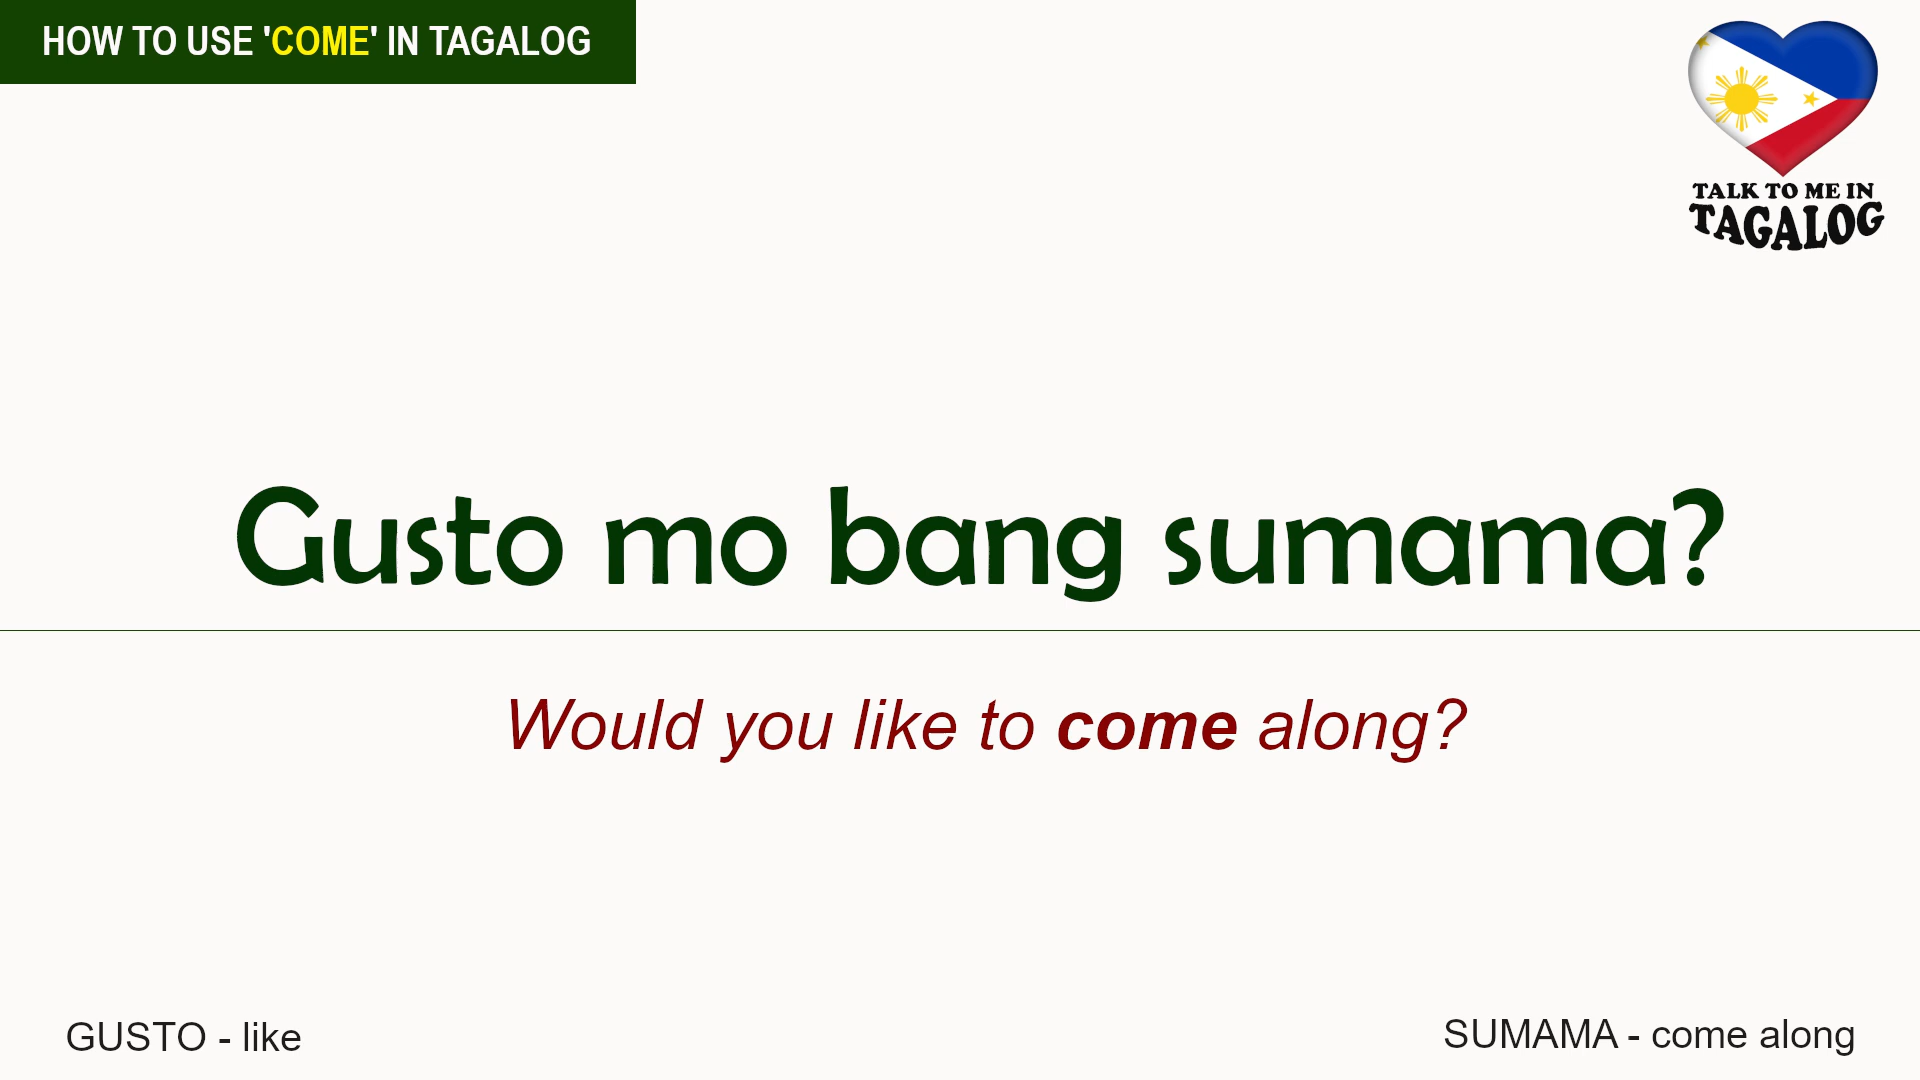 HOW TO USE 'COME' IN TAGALOG
TALK TO ME IN
TAGALOG
Gusto mo bang sumama?
Would you like to come along?
GUSTO - like
SUMAMA - come along